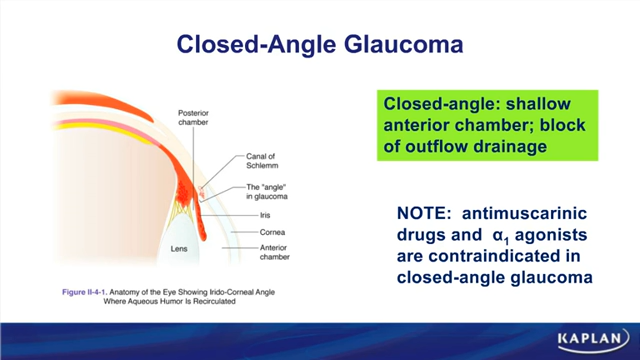 Closed-Angle Glaucoma
Posterior
chamber
Canal of
Schlemm
The "angle"
in glaucoma
Iris
Cornea
Anterior
chamber
Lens
Figure II-4-1. Anatomy of the Eye Showing Irido-Corneal Angle
Where Aqueous Humor Is Recirculated
Closed-angle: shallow
anterior chamber; block
of outflow drainage
NOTE: antimuscarinic
drugs and α1 agonists
are contraindicated in
closed-angle glaucoma
KAPLAN